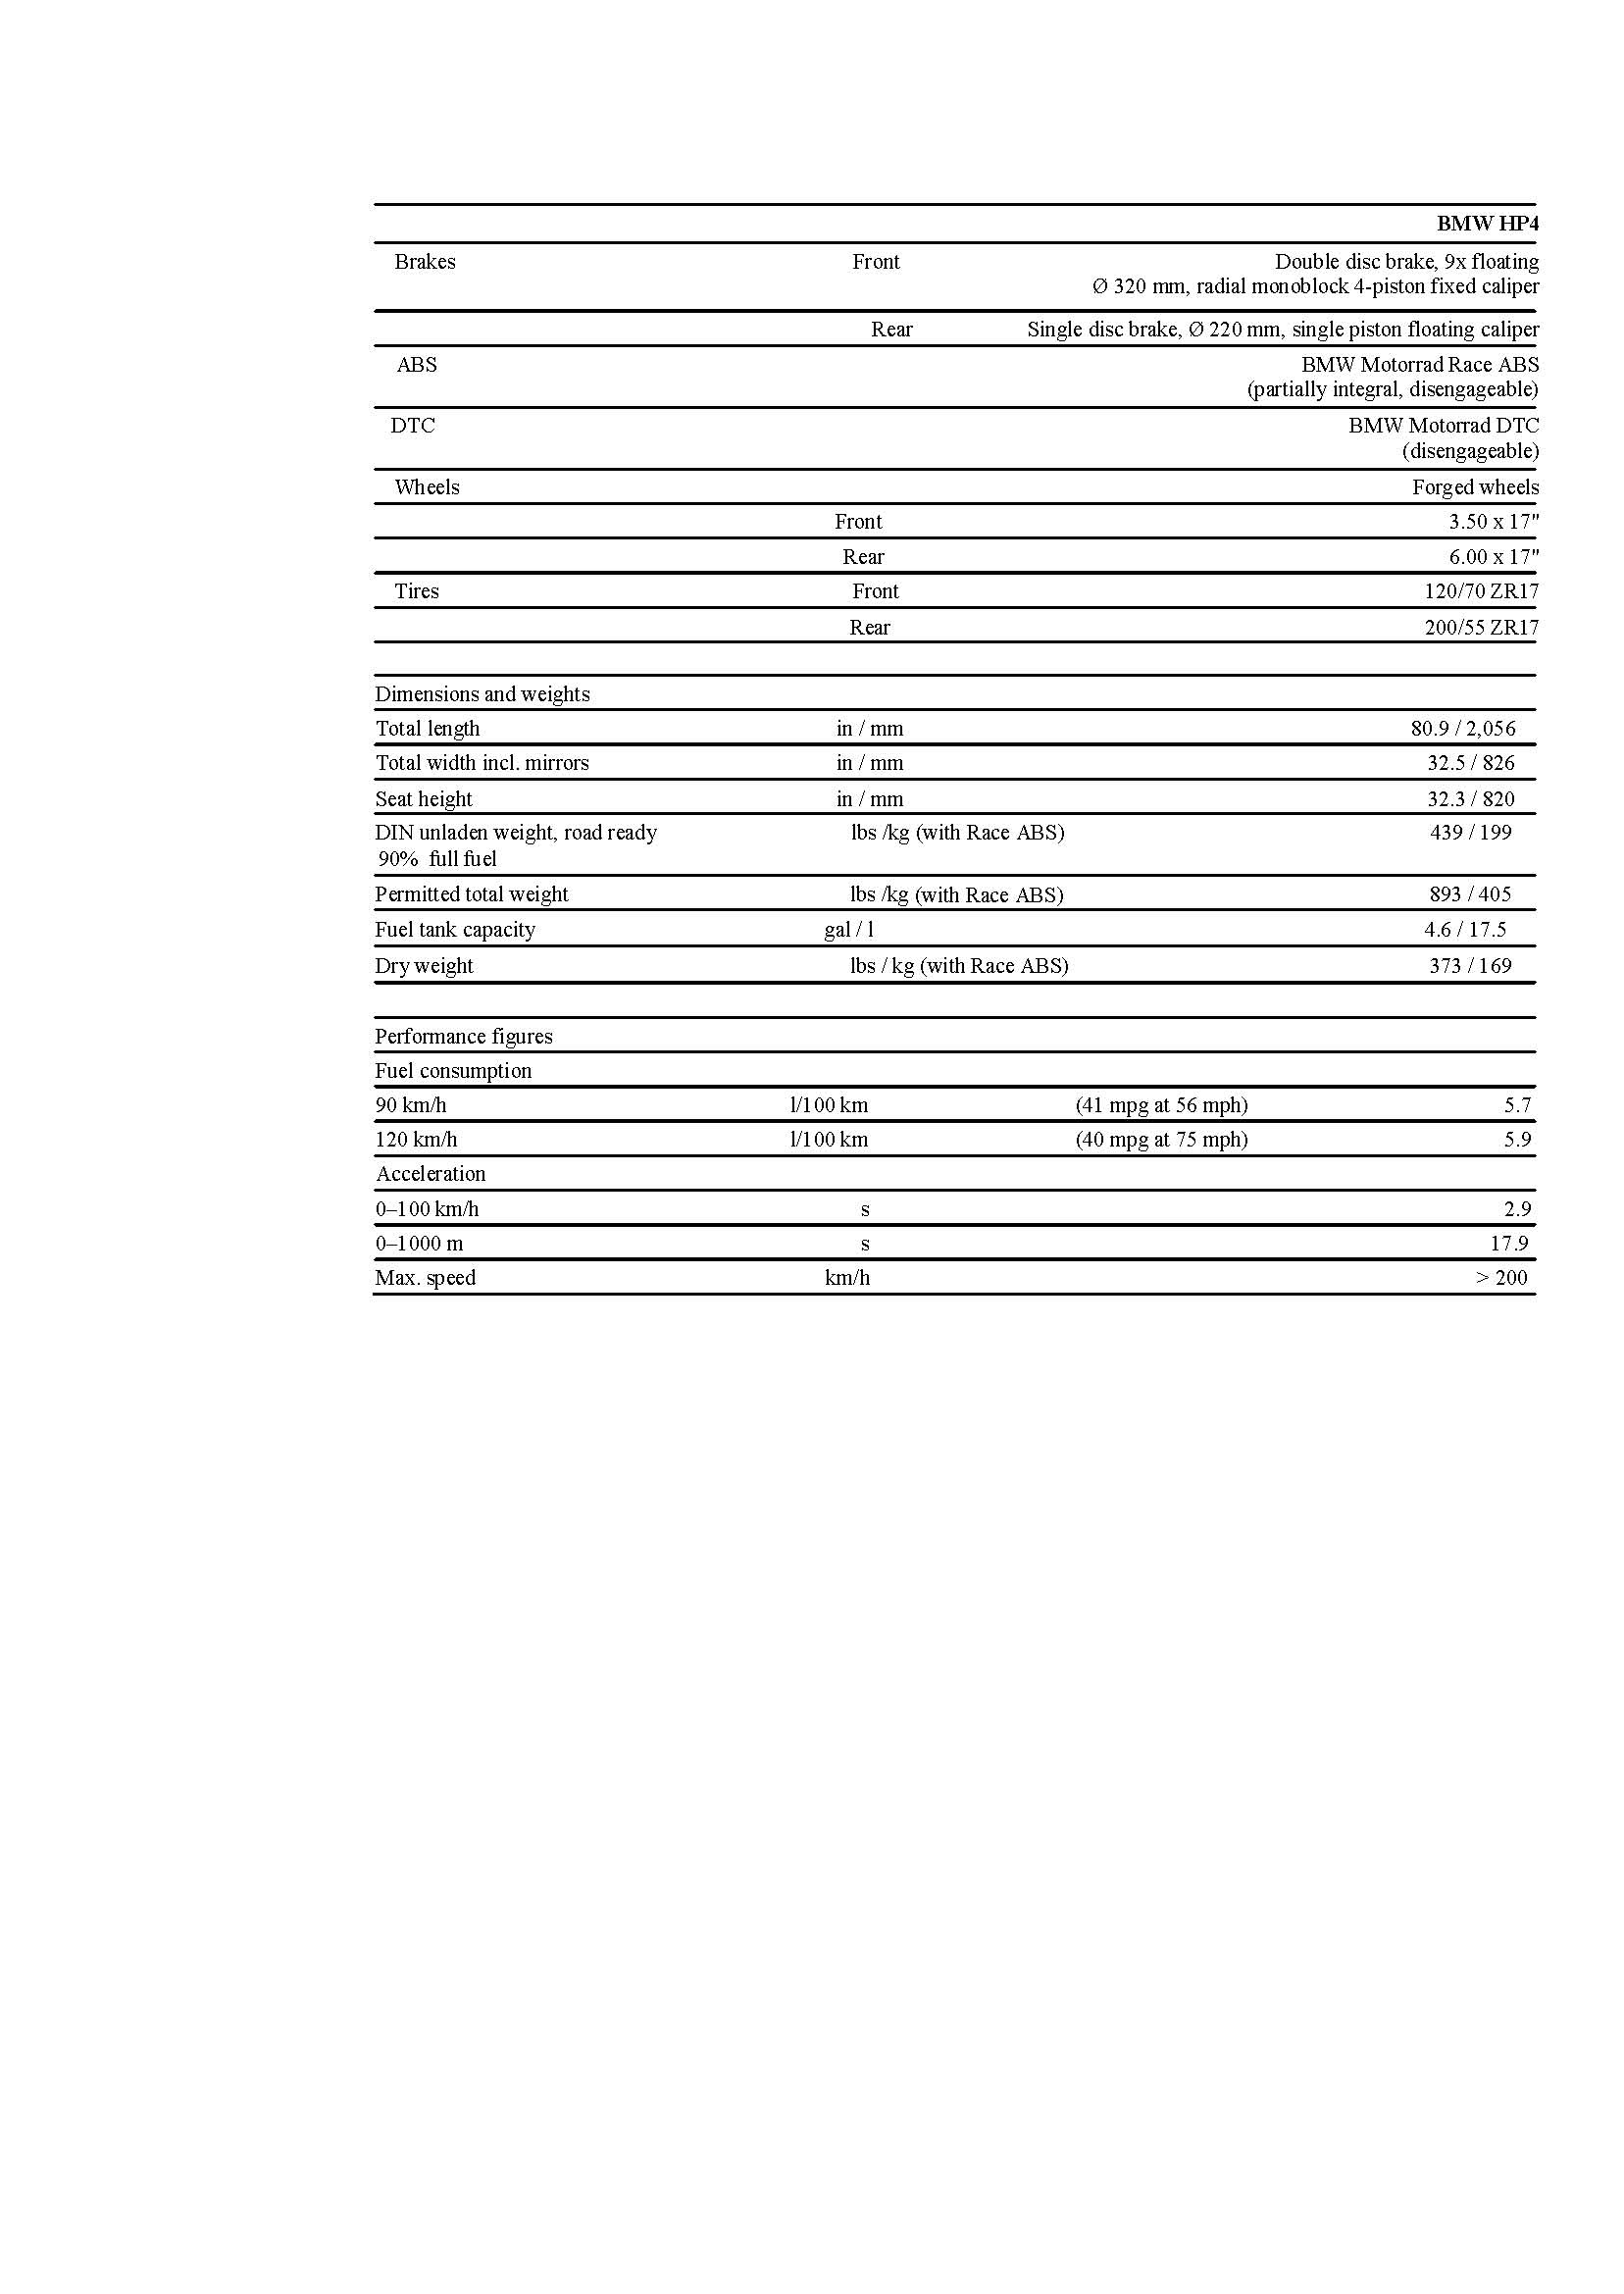 BMW HP4
Brakes Front Double disc brake, 9x floating
Ø 320 mm, radial monoblock 4-piston fixed caliper
Rear Single disc brake, Ø 220 mm, single piston floating caliper
ABS BMW Motorrad Race ABS
(partially integral, disengageable)
DTC BMW Motorrad DTC
(disengageable)
Wheels Forged wheels
Front 3.50 x 17"
Rear 6.00 x 17"
Tires Front 120/70 ZR17
Rear 200/55 ZR17
Dimensions and weights
Total length in / mm 80.9 / 2,056
Total width incl. mirrors in / mm 32.5 / 826
Seat height in / mm 32.3 / 820
DIN unladen weight, road ready lbs /kg (with Race ABS) 439 / 199
90% full fuel
Permitted total weight lbs /kg (with Race ABS) 893 / 405
Fuel tank capacity gal / l 4.6 / 17.5
Dry weight lbs / kg (with Race ABS) 373 / 169
Performance figures
Fuel consumption
90 km/h l/100 km (41 mpg at 56 mph) 5.7
120 km/h l/100 km (40 mpg at 75 mph) 5.9
Acceleration
0–100 km/h s 2.9
0–1000 m s 17.9
Max. speed km/h > 200